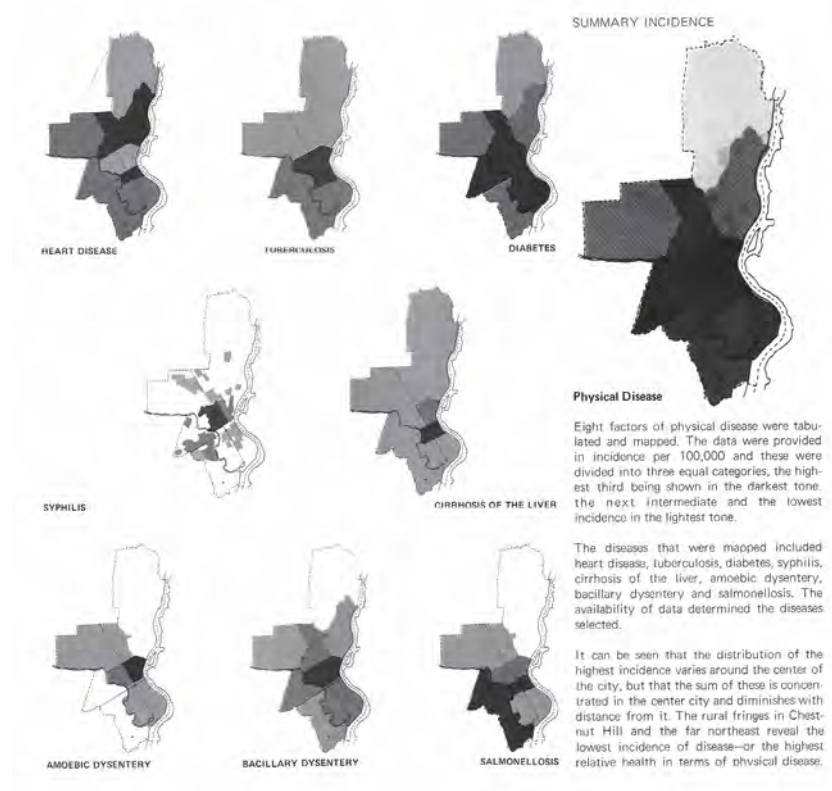 SUMMARY INCIDENCE
HEART DISEASE
TUBERCULOSIS
DIABETES
SYPHILIS
CIRRHOSIS OF THE LIVER
AMOEBIC DYSENTERY
BACILLARY DYSENTERY
SALMONELLOSIS
Physical Disease
Eight factors of physical disease were tabu-
lated and mapped. The data were provided
in incidence per 100,000 and these were
divided into three equal categories, the high-
est third being shown in the darkest tone.
the next intermediate and the lowest
incidence in the lightest tone.
The diseases that were mapped included
heart disease, tuberculosis, diabetes, syphilis,
cirrhosis of the liver, amoebic dysentery,
bacillary dysentery and salmonellosis. The
availability of data determined the diseases
selected.
It can be seen that the distribution of the
highest incidence varies around the center of
the city, but that the sum of these is concen-
trated in the center city and diminishes with
distance from it. The rural fringes in Chest-
nut Hill and the far northeast reveal the
lowest incidence of disease—or the highest
relative health in terms of physical disease.